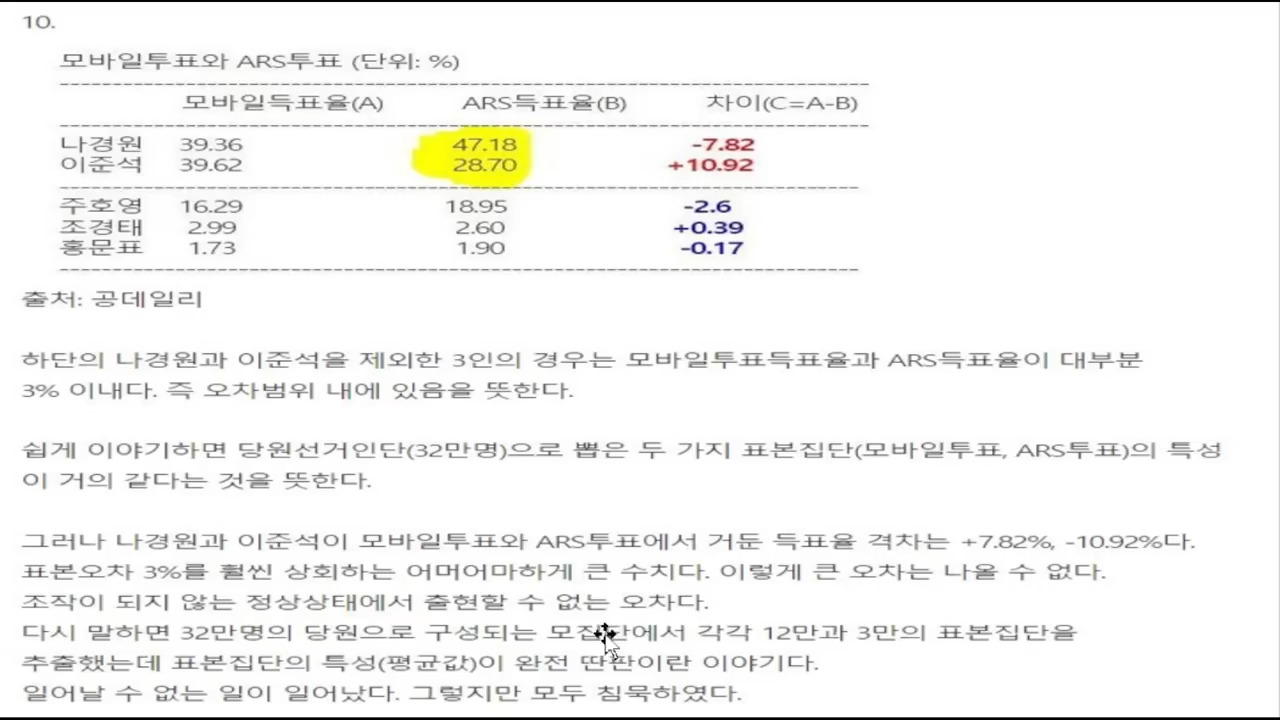 10.
모바일투표와 ARS투표 (단위: %)
모바일득표율(A) ARS득표율(B) 차이(C=A-B)
나경원 39.36 47.18 -7.82
이준석 39.62 28.70 +10.92
주호영 16.29 18.95 -2.6
조경태 2.99 2.60 +0.39
홍문표 1.73 1.90 -0.17
출처: 공데일리
하단의 나경원과 이준석을 제외한 3인의 경우는 모바일투표득표율과 ARS득표율이 대부분
3% 이내다. 즉 오차범위 내에 있음을 뜻한다.
쉽게 이야기하면 당원선거인단(32만명)으로 뽑은 두 가지 표본집단(모바일투표, ARS투표)의 특성
이 거의 같다는 것을 뜻한다.
그러나 나경원과 이준석이 모바일투표와 ARS투표에서 거둔 득표율 격차는 +7.82%, -10.92%다.
표본오차 3%를 훨씬 상회하는 어머어마하게 큰 수치다. 이렇게 큰 오차는 나올 수 없다.
조작이 되지 않는 정상상태에서 출현할 수 없는 오차다.
다시 말하면 32만명의 당원으로 구성되는 모집단에서 각각 12만과 3만의 표본집단을
추출했는데 표본집단의 특성(평균값)이 완전 딴판이란 이야기다.
일어날 수 없는 일이 일어났다. 그렇지만 모두 침묵하였다.